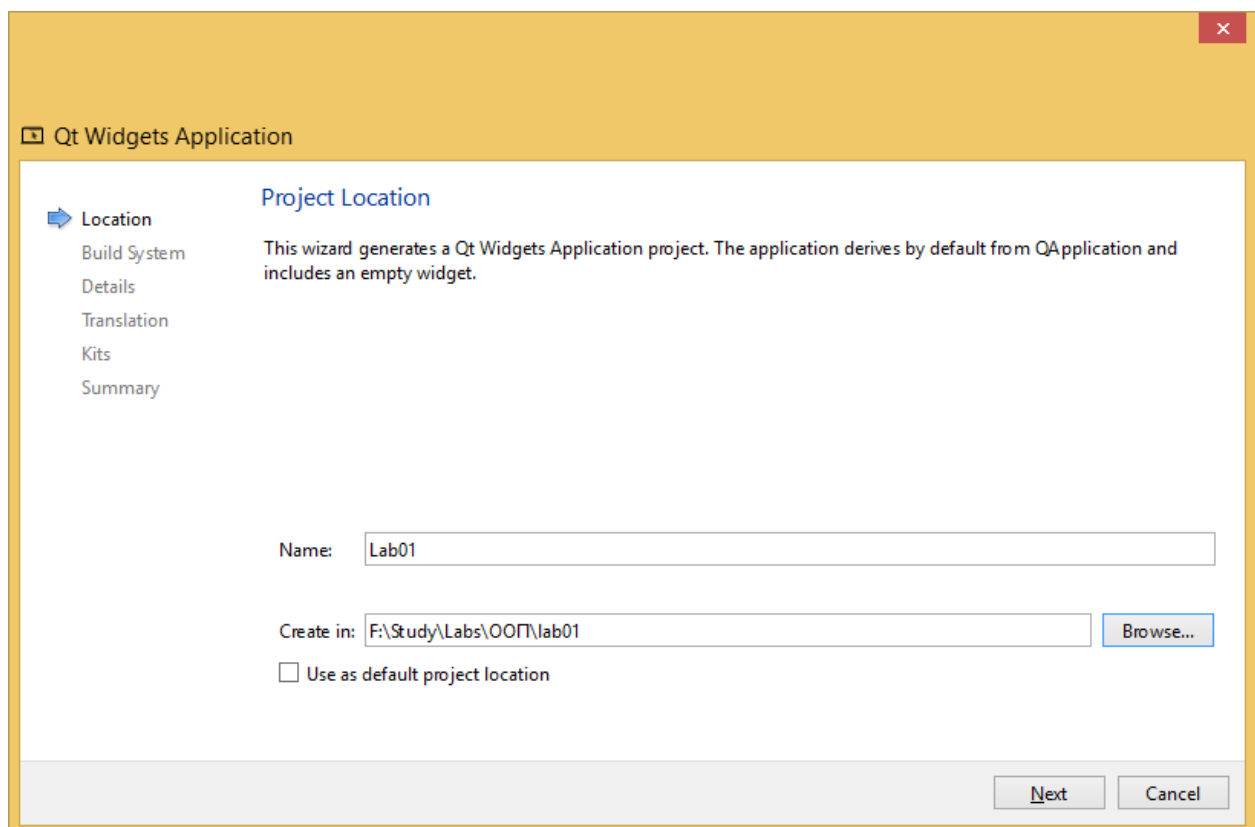 Qt Widgets Application
Location
Build System
Details
Translation
Kits
Summary
Project Location
This wizard generates a Qt Widgets Application project. The application derives by default from QApplication and
includes an empty widget.
Name: Lab01
Create in: F:\Study\Labs\ООП\lab01 Browse...
Use as default project location
Next Cancel